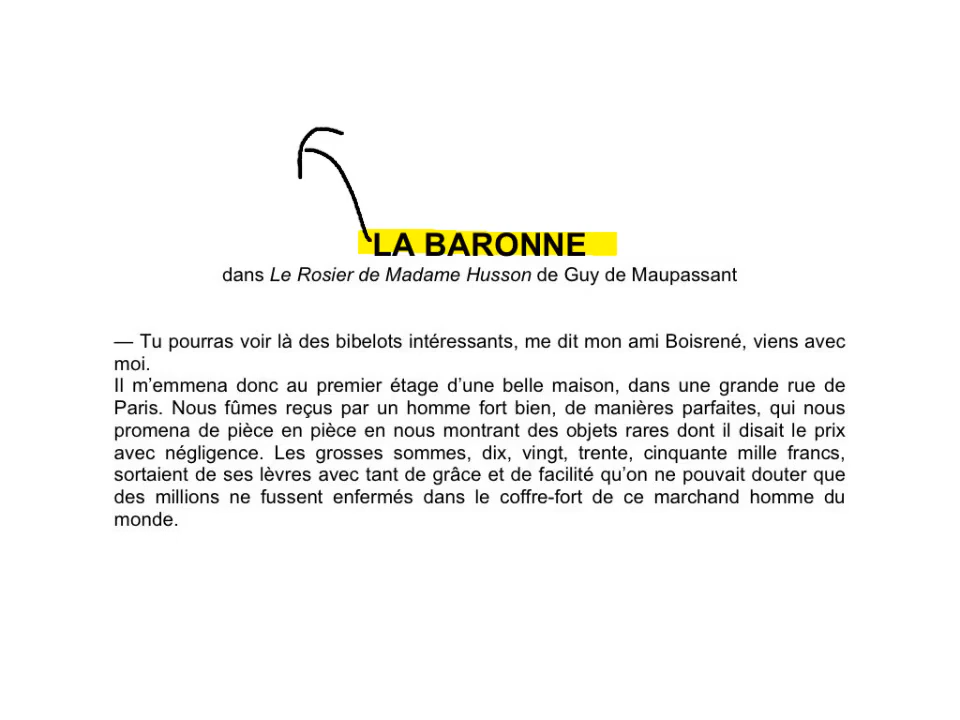 LA BARONNE
dans Le Rosier de Madame Husson de Guy de Maupassant
— Tu pourras voir là des bibelots intéressants, me dit mon ami Boisrené, viens avec
moi.
Il m’emmena donc au premier étage d’une belle maison, dans une grande rue de
Paris. Nous fûmes reçus par un homme fort bien, de manières parfaites, qui nous
promena de pièce en pièce en nous montrant des objets rares dont il disait le prix
avec négligence. Les grosses sommes, dix, vingt, trente, cinquante mille francs,
sortaient de ses lèvres avec tant de grâce et de facilité qu’on ne pouvait douter que
des millions ne fussent enfermés dans le coffre-fort de ce marchand homme du
monde.